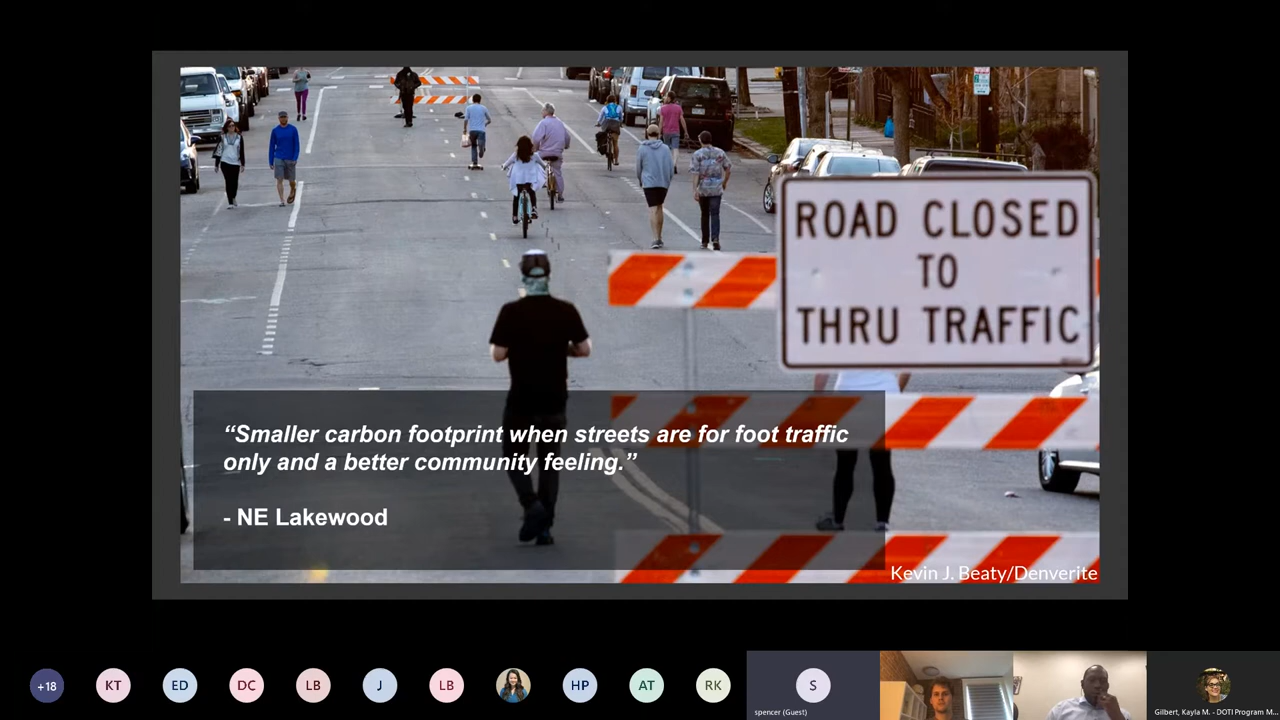 ROAD CLOSED
TO
THRU TRAFFIC
“Smaller carbon footprint when streets are for foot traffic
only and a better community feeling.”
- NE Lakewood
Kevin J. Beaty/Denverite
+18
KT
ED
DC
LB
J
LB
HP
AT
RK
S
spencer (Guest)
Gilbert, Kayla M. - DOTI Program M...